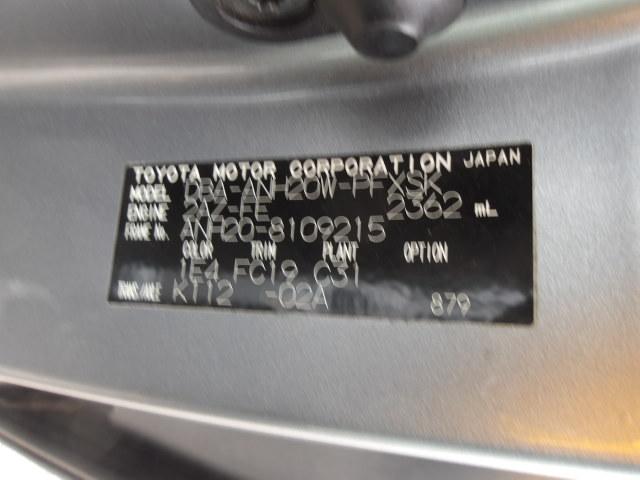 TOYOTA MOTOR CORPORATION JAPAN
MODEL DBA-ANH20W-PFXSK
ENGINE 2AZ-FE 2362 mL
FRAME No. ANH20-8109215
COLOR TRIM PLANT OPTION
1E4 FC19 C31
TRANS/AXLE K112 -02A 879